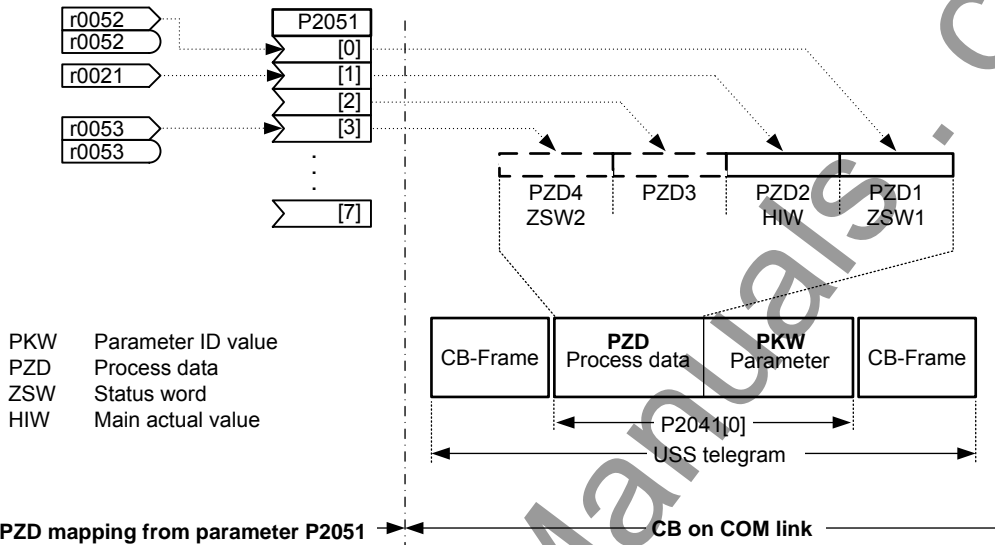 r0052
r0052
r0021
r0053
r0053
P2051
[0]
[1]
[2]
[3]
[7]
PZD4
ZSW2
PZD3
PZD2
HIW
PZD1
ZSW1
PKW Parameter ID value
PZD Process data
ZSW Status word
HIW Main actual value
CB-Frame
PZD
Process data
PKW
Parameter
CB-Frame
P2041[0]
USS telegram
PZD mapping from parameter P2051
CB on COM link